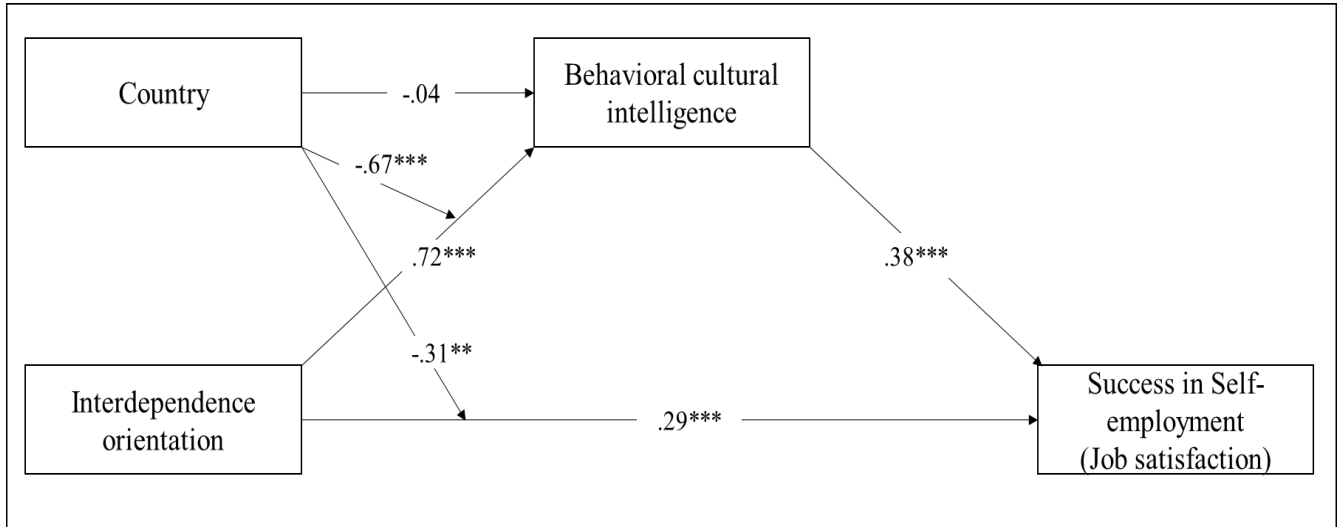 Country
-.04
Behavioral cultural
intelligence
-.67***
.72***
.38***
-.31**
Interdependence
orientation
.29***
Success in Self-
employment
(Job satisfaction)